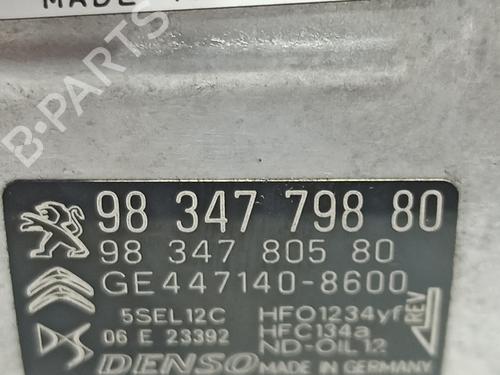 MADE
B-PARTS
98 347 798 80
98 347 805 80
GE447140-8600
5SEL12C HFO1234yf
06 E 23392 HFC134a
ND-OIL12
REV
DENSO MADE IN GERMANY